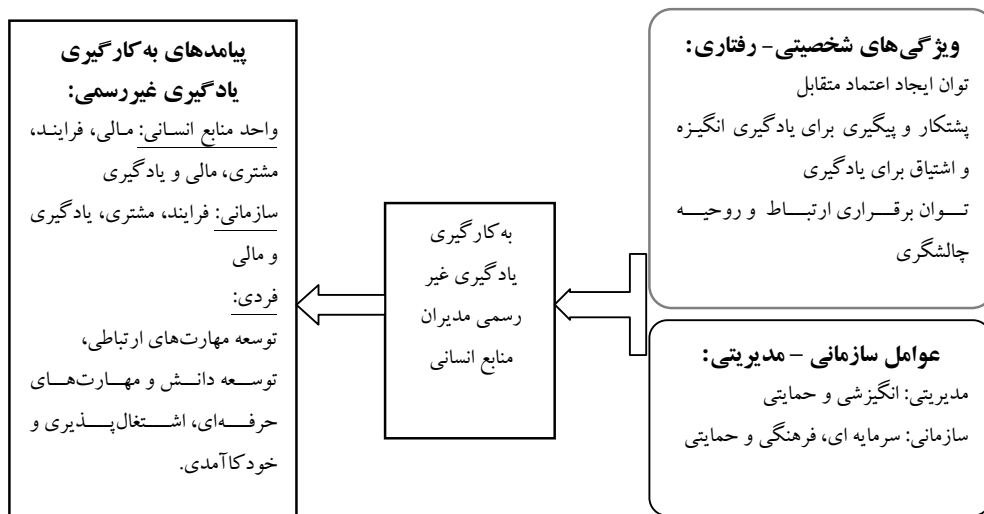 ویژگی‌های شخصیتی- رفتاری:
توان ایجاد اعتماد متقابل
پشتکار و پیگیری برای یادگیری انگیزه
و اشتیاق برای یادگیری
توان برقراری ارتباط و روحیه
چالشگری
عوامل سازمانی – مدیریتی:
مدیریتی: انگیزشی و حمایتی
سازمانی: سرمایه ای، فرهنگی و حمایتی
به‌کارگیری
یادگیری غیر
رسمی مدیران
منابع انسانی
پیامدهای به‌کارگیری
یادگیری غیررسمی:
واحد منابع انسانی: مالی، فرایند،
مشتری، مالی و یادگیری
سازمانی: فرایند، مشتری، یادگیری
و مالی
فردی:
توسعه مهارت‌های ارتباطی،
توسعه دانش و مهارت‌های
حرفه‌ای، اشتغال‌پذیری و
خودکاآمدی.